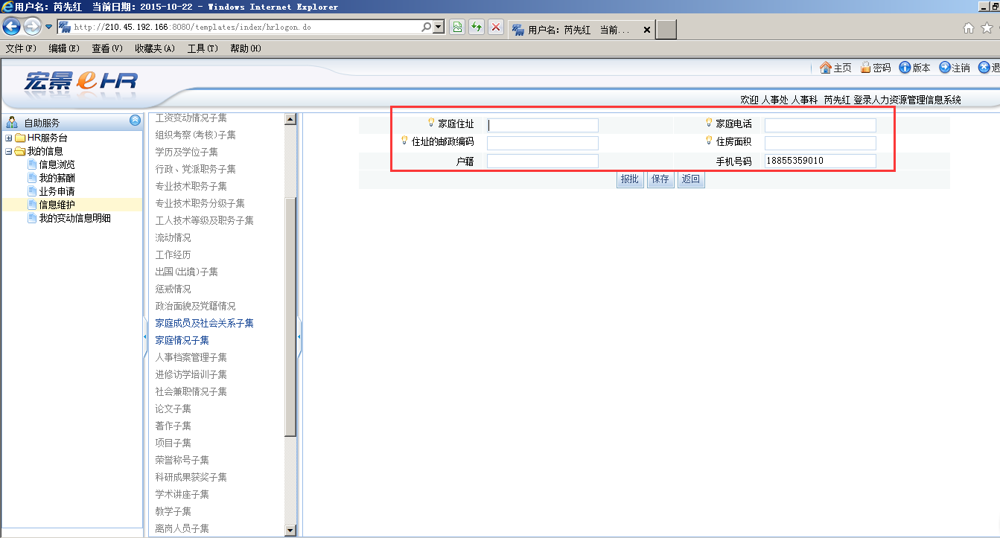 用户名：芮先红 当前日期：2015-10-22 - Windows Internet Explorer
http://210.45.192.166:8080/templates/index/hrlogon.do
用户名：芮先红 当前...
文件(F) 编辑(E) 查看(V) 收藏夹(A) 工具(T) 帮助(H)
宏景eHR
主页 密码 版本 注销 退
欢迎 人事处 人事科 芮先红 登录人力资源管理信息系统
自助服务
HR服务台
我的信息
信息浏览
我的薪酬
业务申请
信息维护
我的变动信息明细
工资变动情况子集
组织考察(考核)子集
学历及学位子集
行政、党派职务子集
专业技术职务子集
专业技术职务分级子集
工人技术等级及职务子集
流动情况
工作经历
出国(出境)子集
惩戒情况
政治面貌及党籍情况
家庭成员及社会关系子集
家庭情况子集
人事档案管理子集
进修访学培训子集
社会兼职情况子集
论文子集
著作子集
项目子集
荣誉称号子集
科研成果获奖子集
学术讲座子集
教学子集
离岗人员子集
家庭住址 家庭电话
住址的邮政编码 住房面积
户籍 手机号码 18855359010
报批 保存 返回